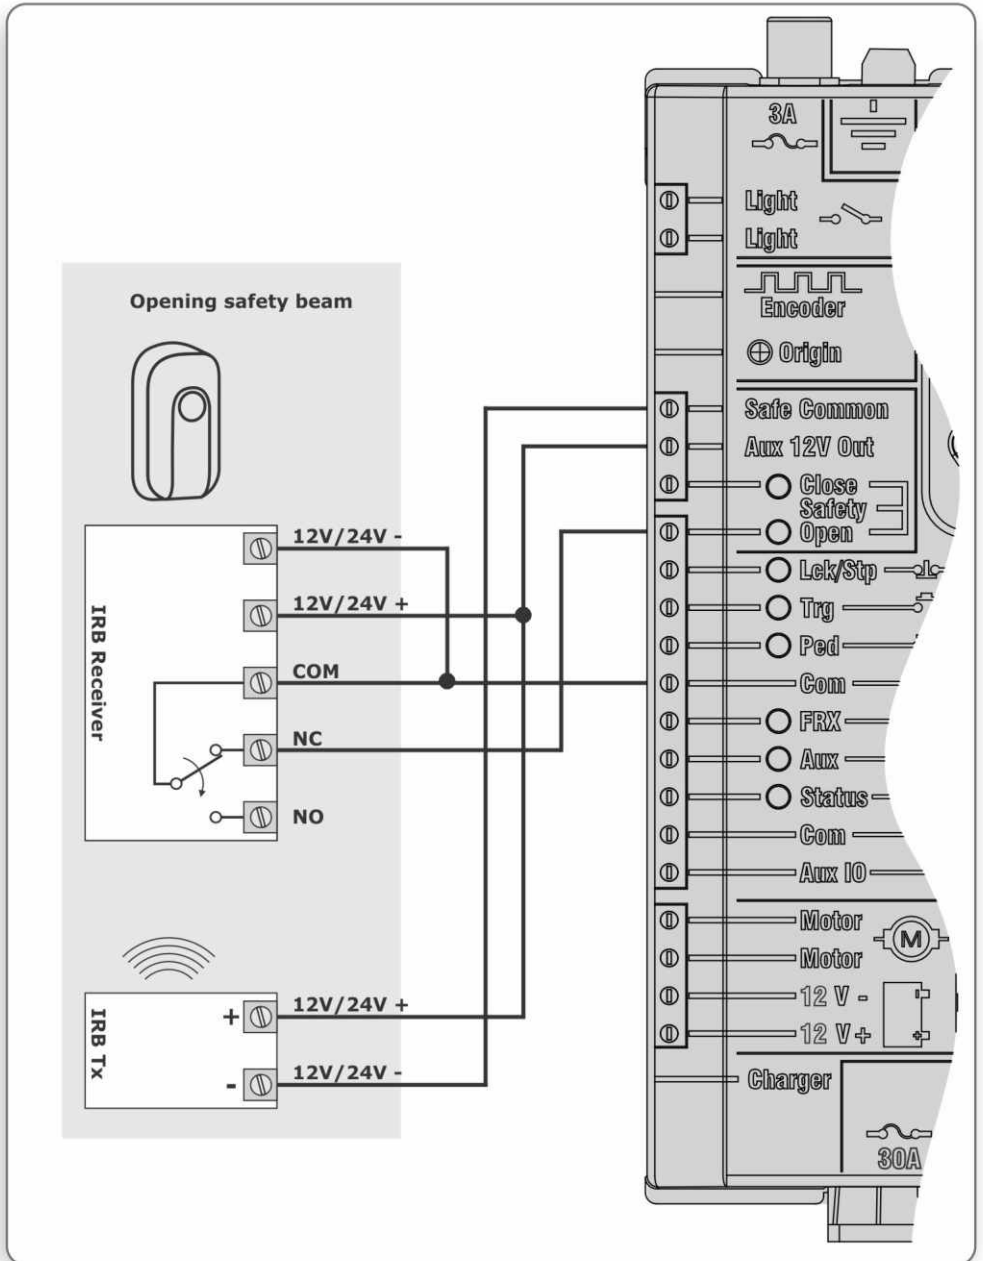 Opening safety beam
IRB Receiver
12V/24V -
12V/24V +
COM
NC
NO
IRB Tx
+
12V/24V +
-
12V/24V -
3A
Light
Light
Encoder
Origin
Safe Common
Aux 12V Out
Close
Safety
Open
Lck/Stp
Trg
Ped
Com
FRX
Aux
Status
Com
Aux IO
Motor
M
Motor
12 V -
12 V +
Charger
30A